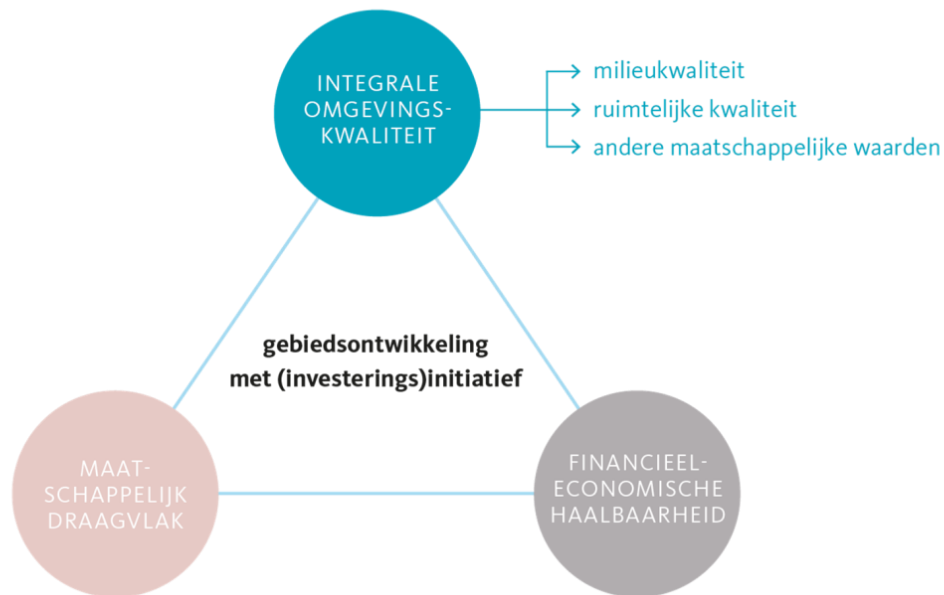 INTEGRALE
OMGEVINGS-
KWALITEIT
milieukwaliteit
ruimtelijke kwaliteit
andere maatschappelijke waarden
gebiedsontwikkeling
met (investerings)initiatief
MAAT-
SCHAPPELIJK
DRAAGVLAK
FINANCIEEL-
ECONOMISCHE
HAALBAARHEID